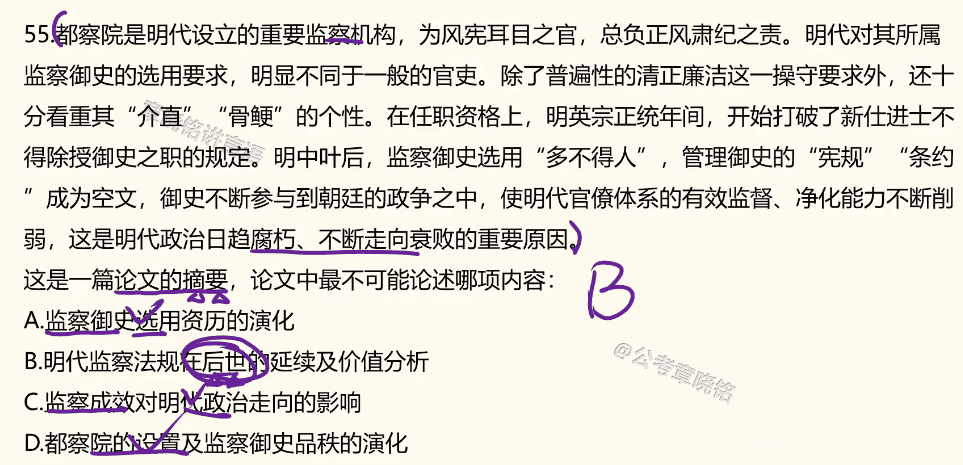 55.都察院是明代设立的重要监察机构，为风宪耳目之官，总负正风肃纪之责。明代对其所属
监察御史的选用要求，明显不同于一般的官吏。除了普遍性的清正廉洁这一操守要求外，还十
分看重其“介直”“骨鲠”的个性。在任职资格上，明英宗正统年间，开始打破了新仕进士不
得除授御史之职的规定。明中叶后，监察御史选用“多不得人”，管理御史的“宪规”“条约
”成为空文，御史不断参与到朝廷的政争之中，使明代官僚体系的有效监督、净化能力不断削
弱，这是明代政治日趋腐朽、不断走向衰败的重要原因。
这是一篇论文的摘要，论文中最不可能论述哪项内容：
B
A.监察御史选用资历的演化
B.明代监察法规在后世的延续及价值分析
@公考章晓铭
C.监察成效对明代政治走向的影响
D.都察院的设置及监察御史品秩的演化